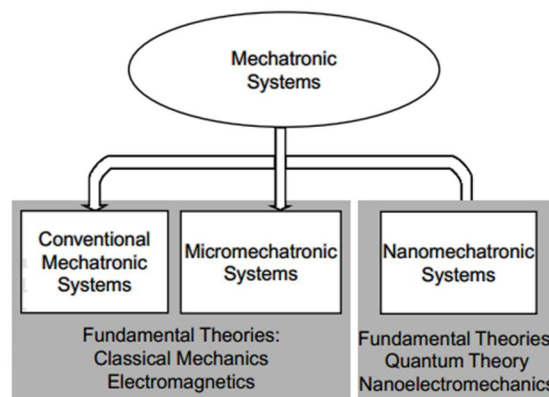 Mechatronic
Systems
Conventional
Mechatronic
Systems
Micromechatronic
Systems
Nanomechatronic
Systems
Fundamental Theories:
Classical Mechanics
Electromagnetics
Fundamental Theories
Quantum Theory
Nanoelectromechanics